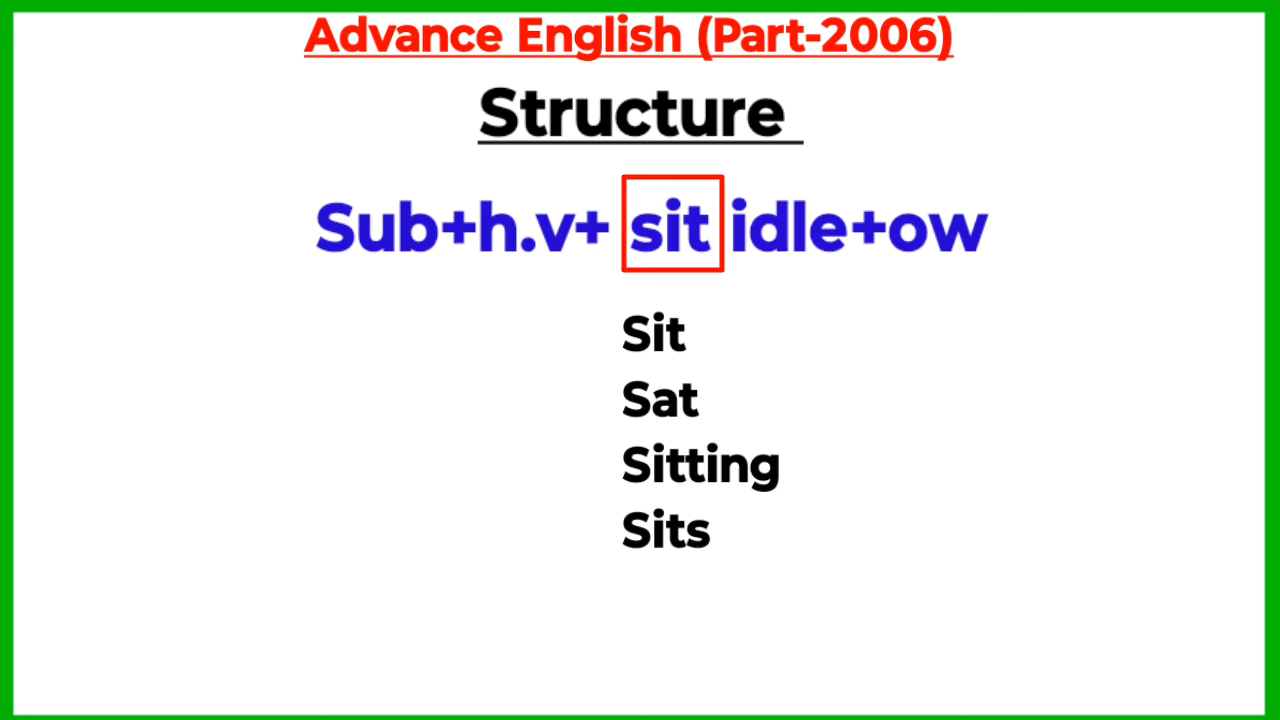 Advance English (Part-2006)
Structure
Sub+h.v+ sit idle+ow
Sit
Sat
Sitting
Sits